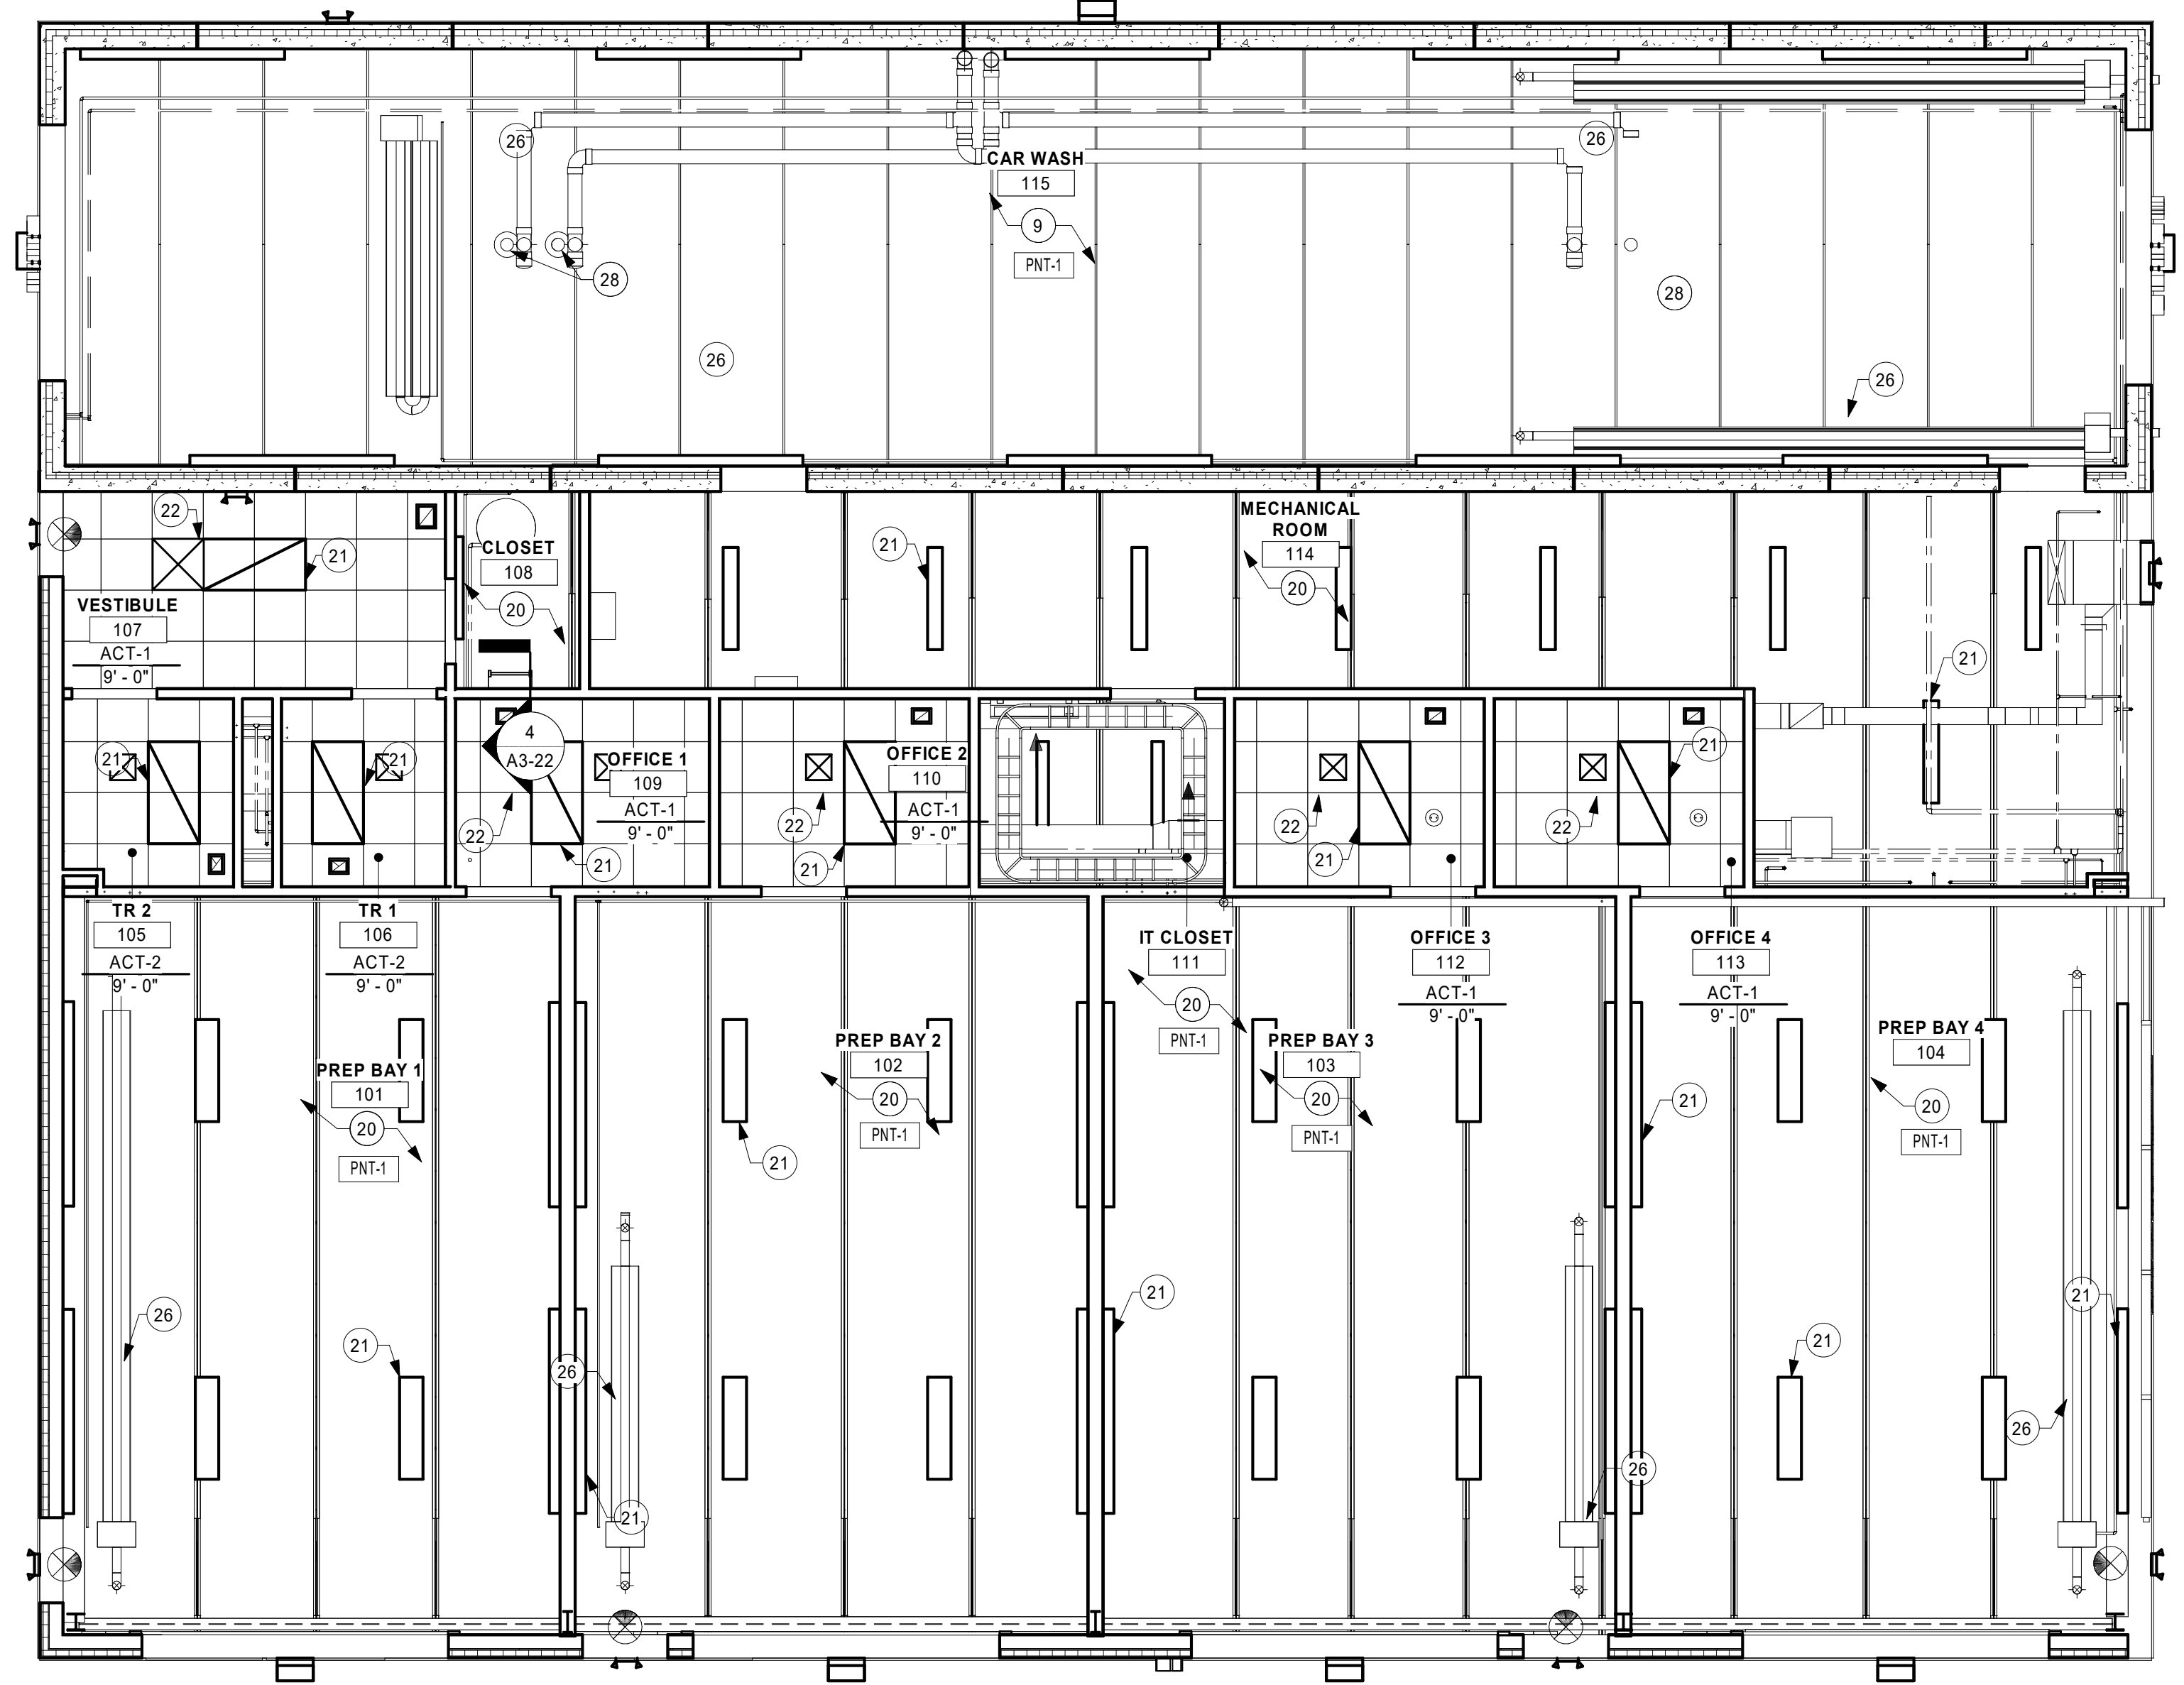 26
26
CAR WASH
115
9
PNT-1
28
28
26
26
22
21
VESTIBULE
107
ACT-1
9' - 0"
CLOSET
108
20
21
MECHANICAL
ROOM
114
20
21
21
21
4
A3-22
22
OFFICE 1
109
ACT-1
9' - 0"
21
22
OFFICE 2
110
ACT-1
9' - 0"
21
22
21
22
21
TR 2
105
ACT-2
9' - 0"
TR 1
106
ACT-2
9' - 0"
IT CLOSET
111
20
PNT-1
OFFICE 3
112
ACT-1
9' - 0"
OFFICE 4
113
ACT-1
9' - 0"
PREP BAY 1
101
20
PNT-1
PREP BAY 2
102
20
PNT-1
21
PREP BAY 3
103
20
PNT-1
21
PREP BAY 4
104
20
PNT-1
26
21
26
21
21
26
21
21
26